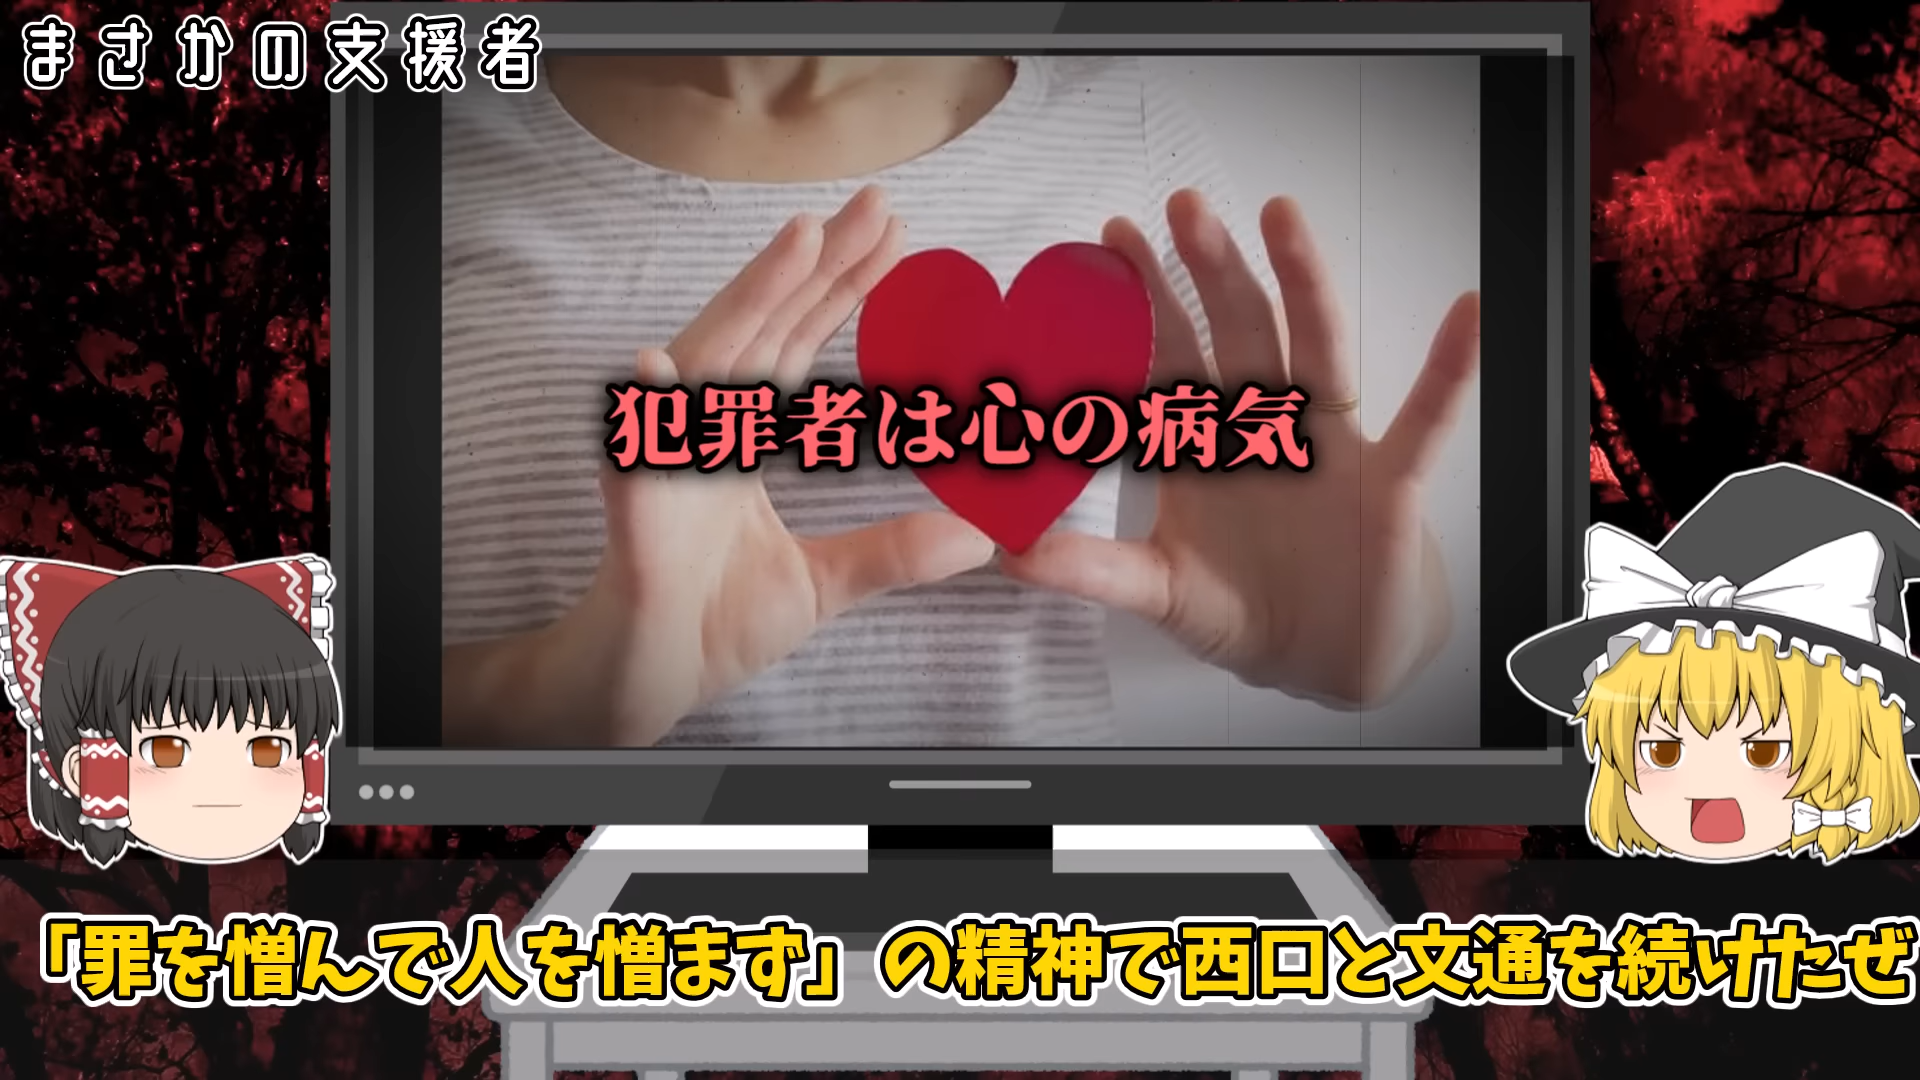 まさかの支援者
犯罪者は心の病気
「罪を憎んで人を憎まず」の精神で西口と文通を続けたぜ